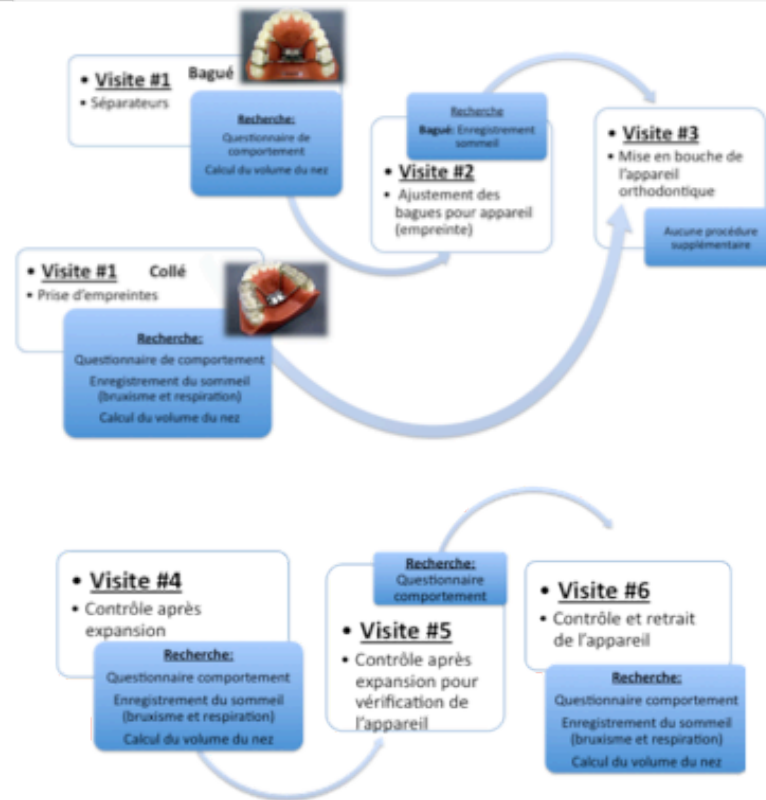 • Visite #1 Bagué
• Séparateurs
Recherche:
Questionnaire de
comportement
Calcul du volume du nez
Recherche
Bagué: Enregistrement
sommeil
• Visite #2
• Ajustement des
bagues pour appareil
(empreinte)
• Visite #3
• Mise en bouche de
l'appareil
orthodontique
Aucune procédure
supplémentaire
• Visite #1 Collé
• Prise d'empreintes
Recherche:
Questionnaire de comportement
Enregistrement du sommeil
(bruxisme et respiration)
Calcul du volume du nez
• Visite #4
• Contrôle après
expansion
Recherche:
Questionnaire comportement
Enregistrement du sommeil
(bruxisme et respiration)
Calcul du volume du nez
Recherche:
Questionnaire
comportement
• Visite #5
• Contrôle après
expansion pour
vérification de
l'appareil
• Visite #6
• Contrôle et retrait
de l'appareil
Recherche:
Questionnaire comportement
Enregistrement du sommeil
(bruxisme et respiration)
Calcul du volume du nez